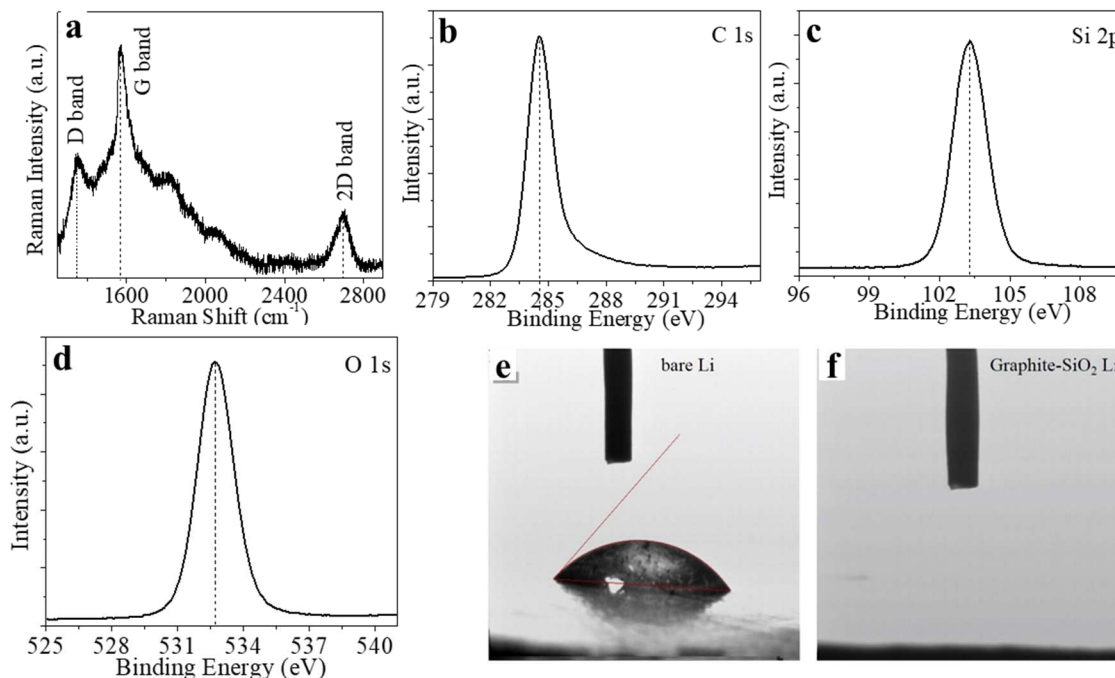 a
D band
G band
2D band
Raman Intensity (a.u.)
1600 2000 2400 2800
Raman Shift (cm⁻¹)
b
C 1s
Intensity (a.u.)
279 282 285 288 291 294
Binding Energy (eV)
c
Si 2p
Intensity (a.u.)
96 99 102 105 108
Binding Energy (eV)
d
O 1s
Intensity (a.u.)
525 528 531 534 537 540
Binding Energy (eV)
e
bare Li
f
Graphite-SiO₂ Li